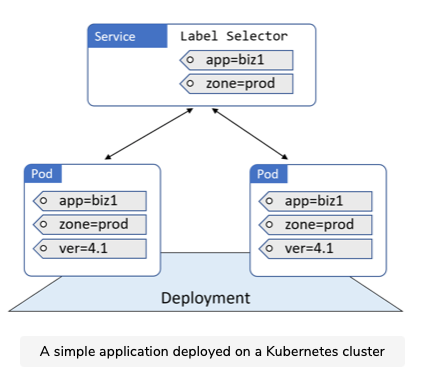 Service
Label Selector
app=biz1
zone=prod
Pod
app=biz1
zone=prod
ver=4.1
Pod
app=biz1
zone=prod
ver=4.1
Deployment
A simple application deployed on a Kubernetes cluster